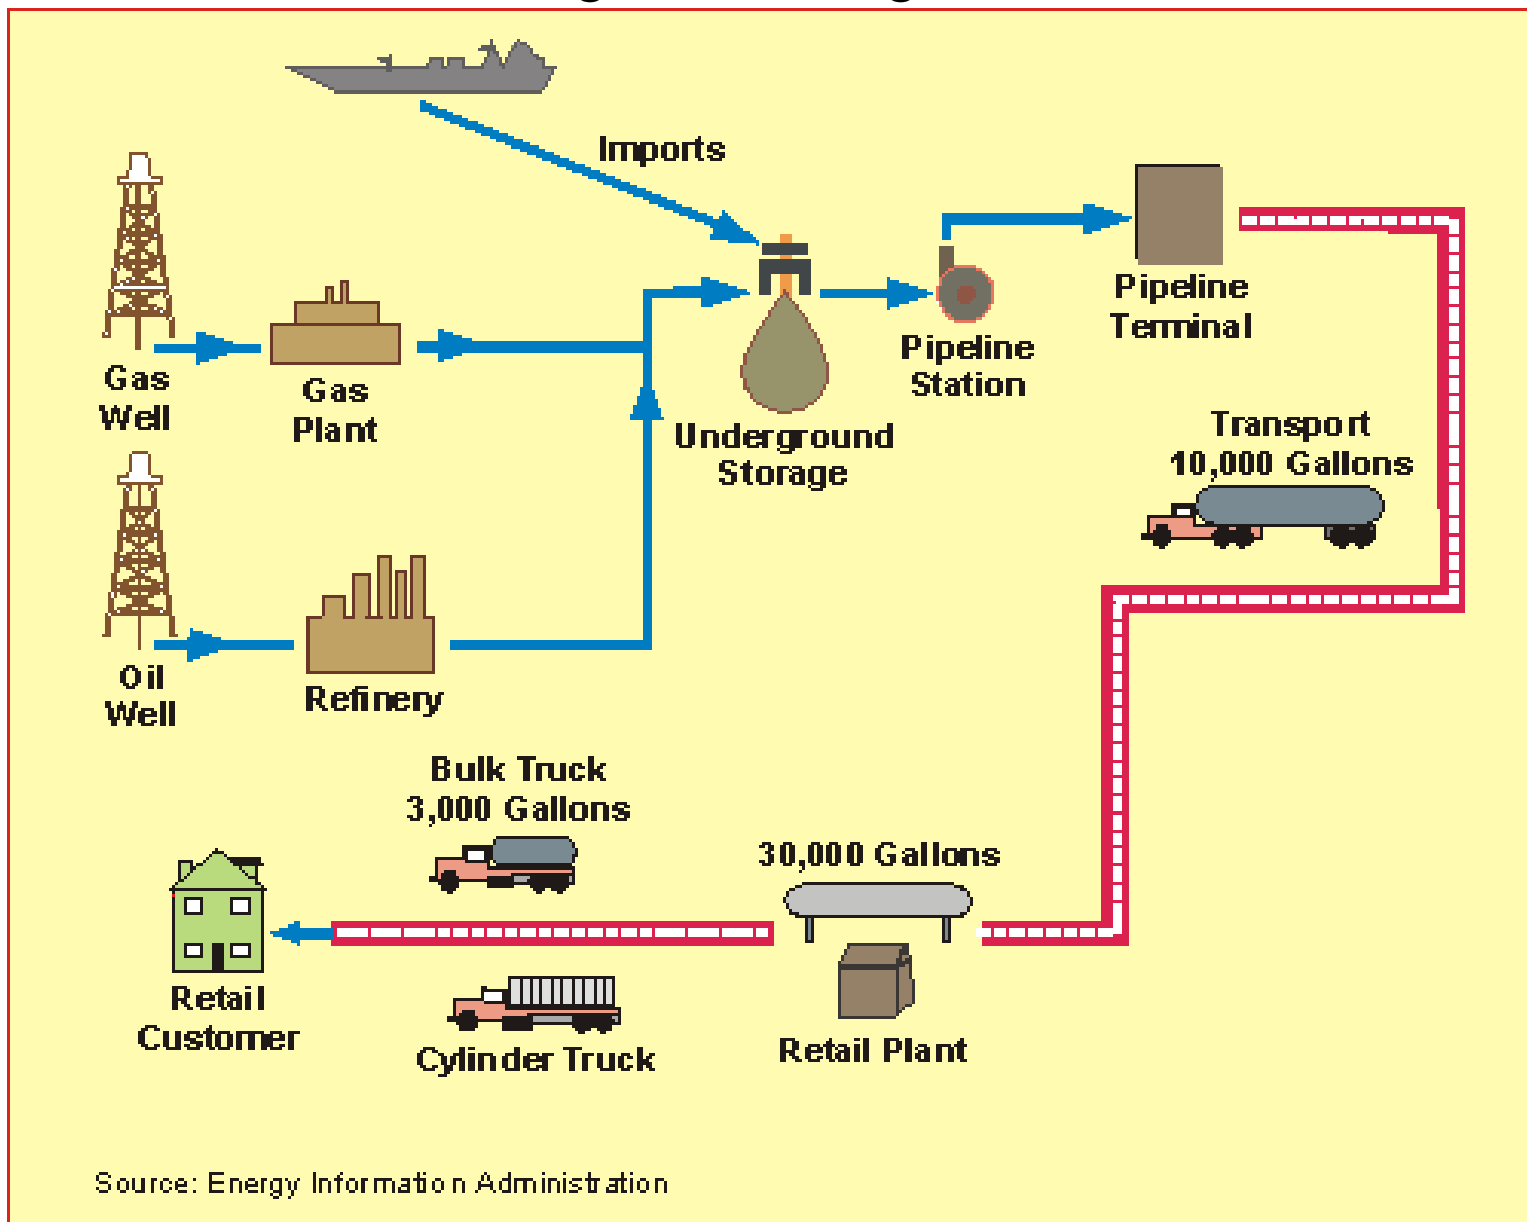 Imports
Pipeline
Terminal
Pipeline
Station
Gas
Well
Gas
Plant
Underground
Storage
Transport
10,000 Gallons
Oil
Well
Refinery
Bulk Truck
3,000 Gallons
30,000 Gallons
Retail
Customer
Cylinder Truck
Retail Plant
Source: Energy Information Administration